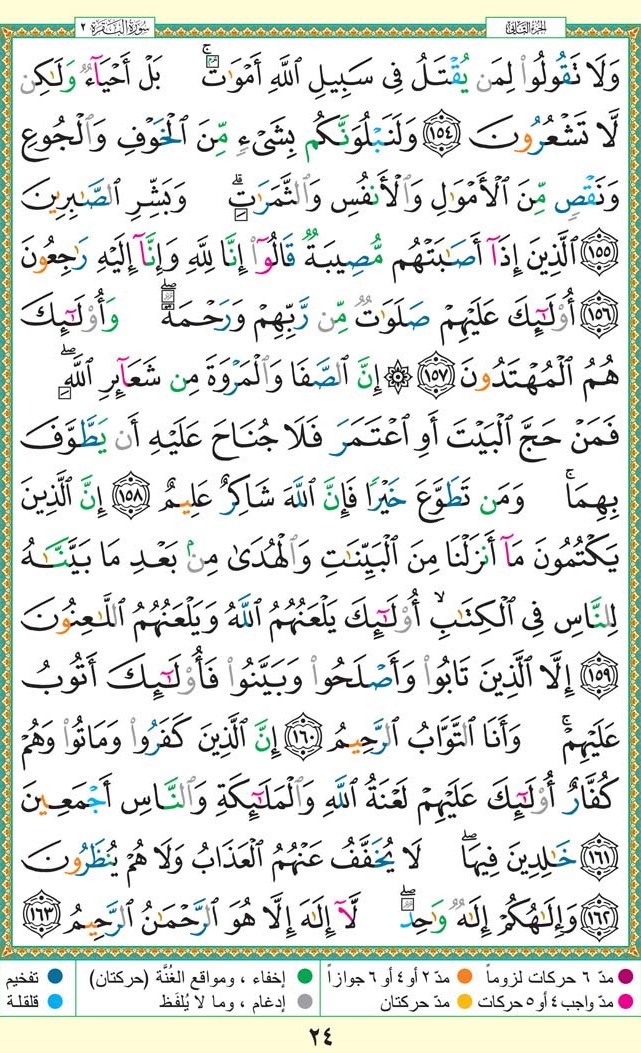 الجزء الثاني
سورة البقرة ٢
وَلَا تَقُولُوا۟ لِمَن يُقْتَلُ فِى سَبِيلِ ٱللَّهِ أَمْوَٰتٌۢ ۚ بَلْ أَحْيَآءٌ وَلَٰكِن
لَّا تَشْعُرُونَ ١٥٤ وَلَنَبْلُوَنَّكُم بِشَىْءٍ مِّنَ ٱلْخَوْفِ وَٱلْجُوعِ
وَنَقْصٍ مِّنَ ٱلْأَمْوَٰلِ وَٱلْأَنفُسِ وَٱلثَّمَرَٰتِ ۗ وَبَشِّرِ ٱلصَّٰبِرِينَ
١٥٥ ٱلَّذِينَ إِذَآ أَصَٰبَتْهُم مُّصِيبَةٌ قَالُوٓا۟ إِنَّا لِلَّهِ وَإِنَّآ إِلَيْهِ رَٰجِعُونَ
١٥٦ أُو۟لَٰٓئِكَ عَلَيْهِمْ صَلَوَٰتٌ مِّن رَّبِّهِمْ وَرَحْمَةٌ ۖ وَأُو۟لَٰٓئِكَ
هُمُ ٱلْمُهْتَدُونَ ١٥٧ ۞ إِنَّ ٱلصَّفَا وَٱلْمَرْوَةَ مِن شَعَآئِرِ ٱللَّهِ ۖ
فَمَنْ حَجَّ ٱلْبَيْتَ أَوِ ٱعْتَمَرَ فَلَا جُنَاحَ عَلَيْهِ أَن يَطَّوَّفَ
بِهِمَا ۚ وَمَن تَطَوَّعَ خَيْرًا فَإِنَّ ٱللَّهَ شَاكِرٌ عَلِيمٌ ١٥٨ إِنَّ ٱلَّذِينَ
يَكْتُمُونَ مَآ أَنزَلْنَا مِنَ ٱلْبَيِّنَٰتِ وَٱلْهُدَىٰ مِنۢ بَعْدِ مَا بَيَّنَّٰهُ
لِلنَّاسِ فِى ٱلْكِتَٰبِ ۙ أُو۟لَٰٓئِكَ يَلْعَنُهُمُ ٱللَّهُ وَيَلْعَنُهُمُ ٱللَّٰعِنُونَ
١٥٩ إِلَّا ٱلَّذِينَ تَابُوا۟ وَأَصْلَحُوا۟ وَبَيَّنُوا۟ فَأُو۟لَٰٓئِكَ أَتُوبُ
عَلَيْهِمْ ۚ وَأَنَا ٱلتَّوَّابُ ٱلرَّحِيمُ ١٦٠ إِنَّ ٱلَّذِينَ كَفَرُوا۟ وَمَاتُوا۟ وَهُمْ
كُفَّارٌ أُو۟لَٰٓئِكَ عَلَيْهِمْ لَعْنَةُ ٱللَّهِ وَٱلْمَلَٰٓئِكَةِ وَٱلنَّاسِ أَجْمَعِينَ
١٦١ خَٰلِدِينَ فِيهَا ۖ لَا يُخَفَّفُ عَنْهُمُ ٱلْعَذَابُ وَلَا هُمْ يُنظَرُونَ
١٦٢ وَإِلَٰهُكُمْ إِلَٰهٌ وَٰحِدٌ ۖ لَّآ إِلَٰهَ إِلَّا هُوَ ٱلرَّحْمَٰنُ ٱلرَّحِيمُ ١٦٣
مدّ ٦ حركات لزوماً مدّ ٢ أو ٤ أو ٦ جوازاً إخفاء ، ومواقع الغُنَّة (حركتان) تفخيم
مدّ واجب ٤ أو ٥ حركات مدّ حركتان إدغام ، وما لا يُلفَظ قلقلة
٢٤